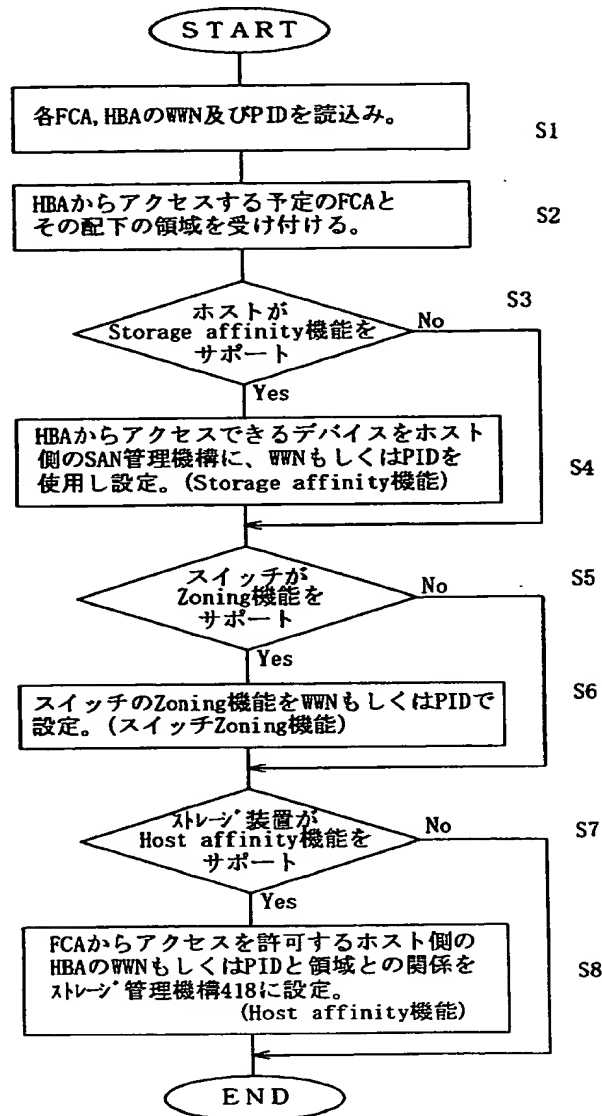 START
各FCA,HBAのWWN及びPIDを読込み。
S1
HBAからアクセスする予定のFCAと
その配下の領域を受け付ける。
S2
ホストが
Storage affinity機能を
サポート
S3
No
Yes
HBAからアクセスできるデバイスをホスト
側のSAN管理機構に、WWNもしくはPIDを
使用し設定。(Storage affinity機能)
S4
スイッチが
Zoning機能を
サポート
No
S5
Yes
スイッチのZoning機能をWWNもしくはPIDで
設定。(スイッチZoning機能)
S6
ストレージ装置が
Host affinity機能を
サポート
No
S7
Yes
FCAからアクセスを許可するホスト側の
HBAのWWNもしくはPIDと領域との関係を
ストレージ管理機構418に設定。
(Host affinity機能)
S8
END